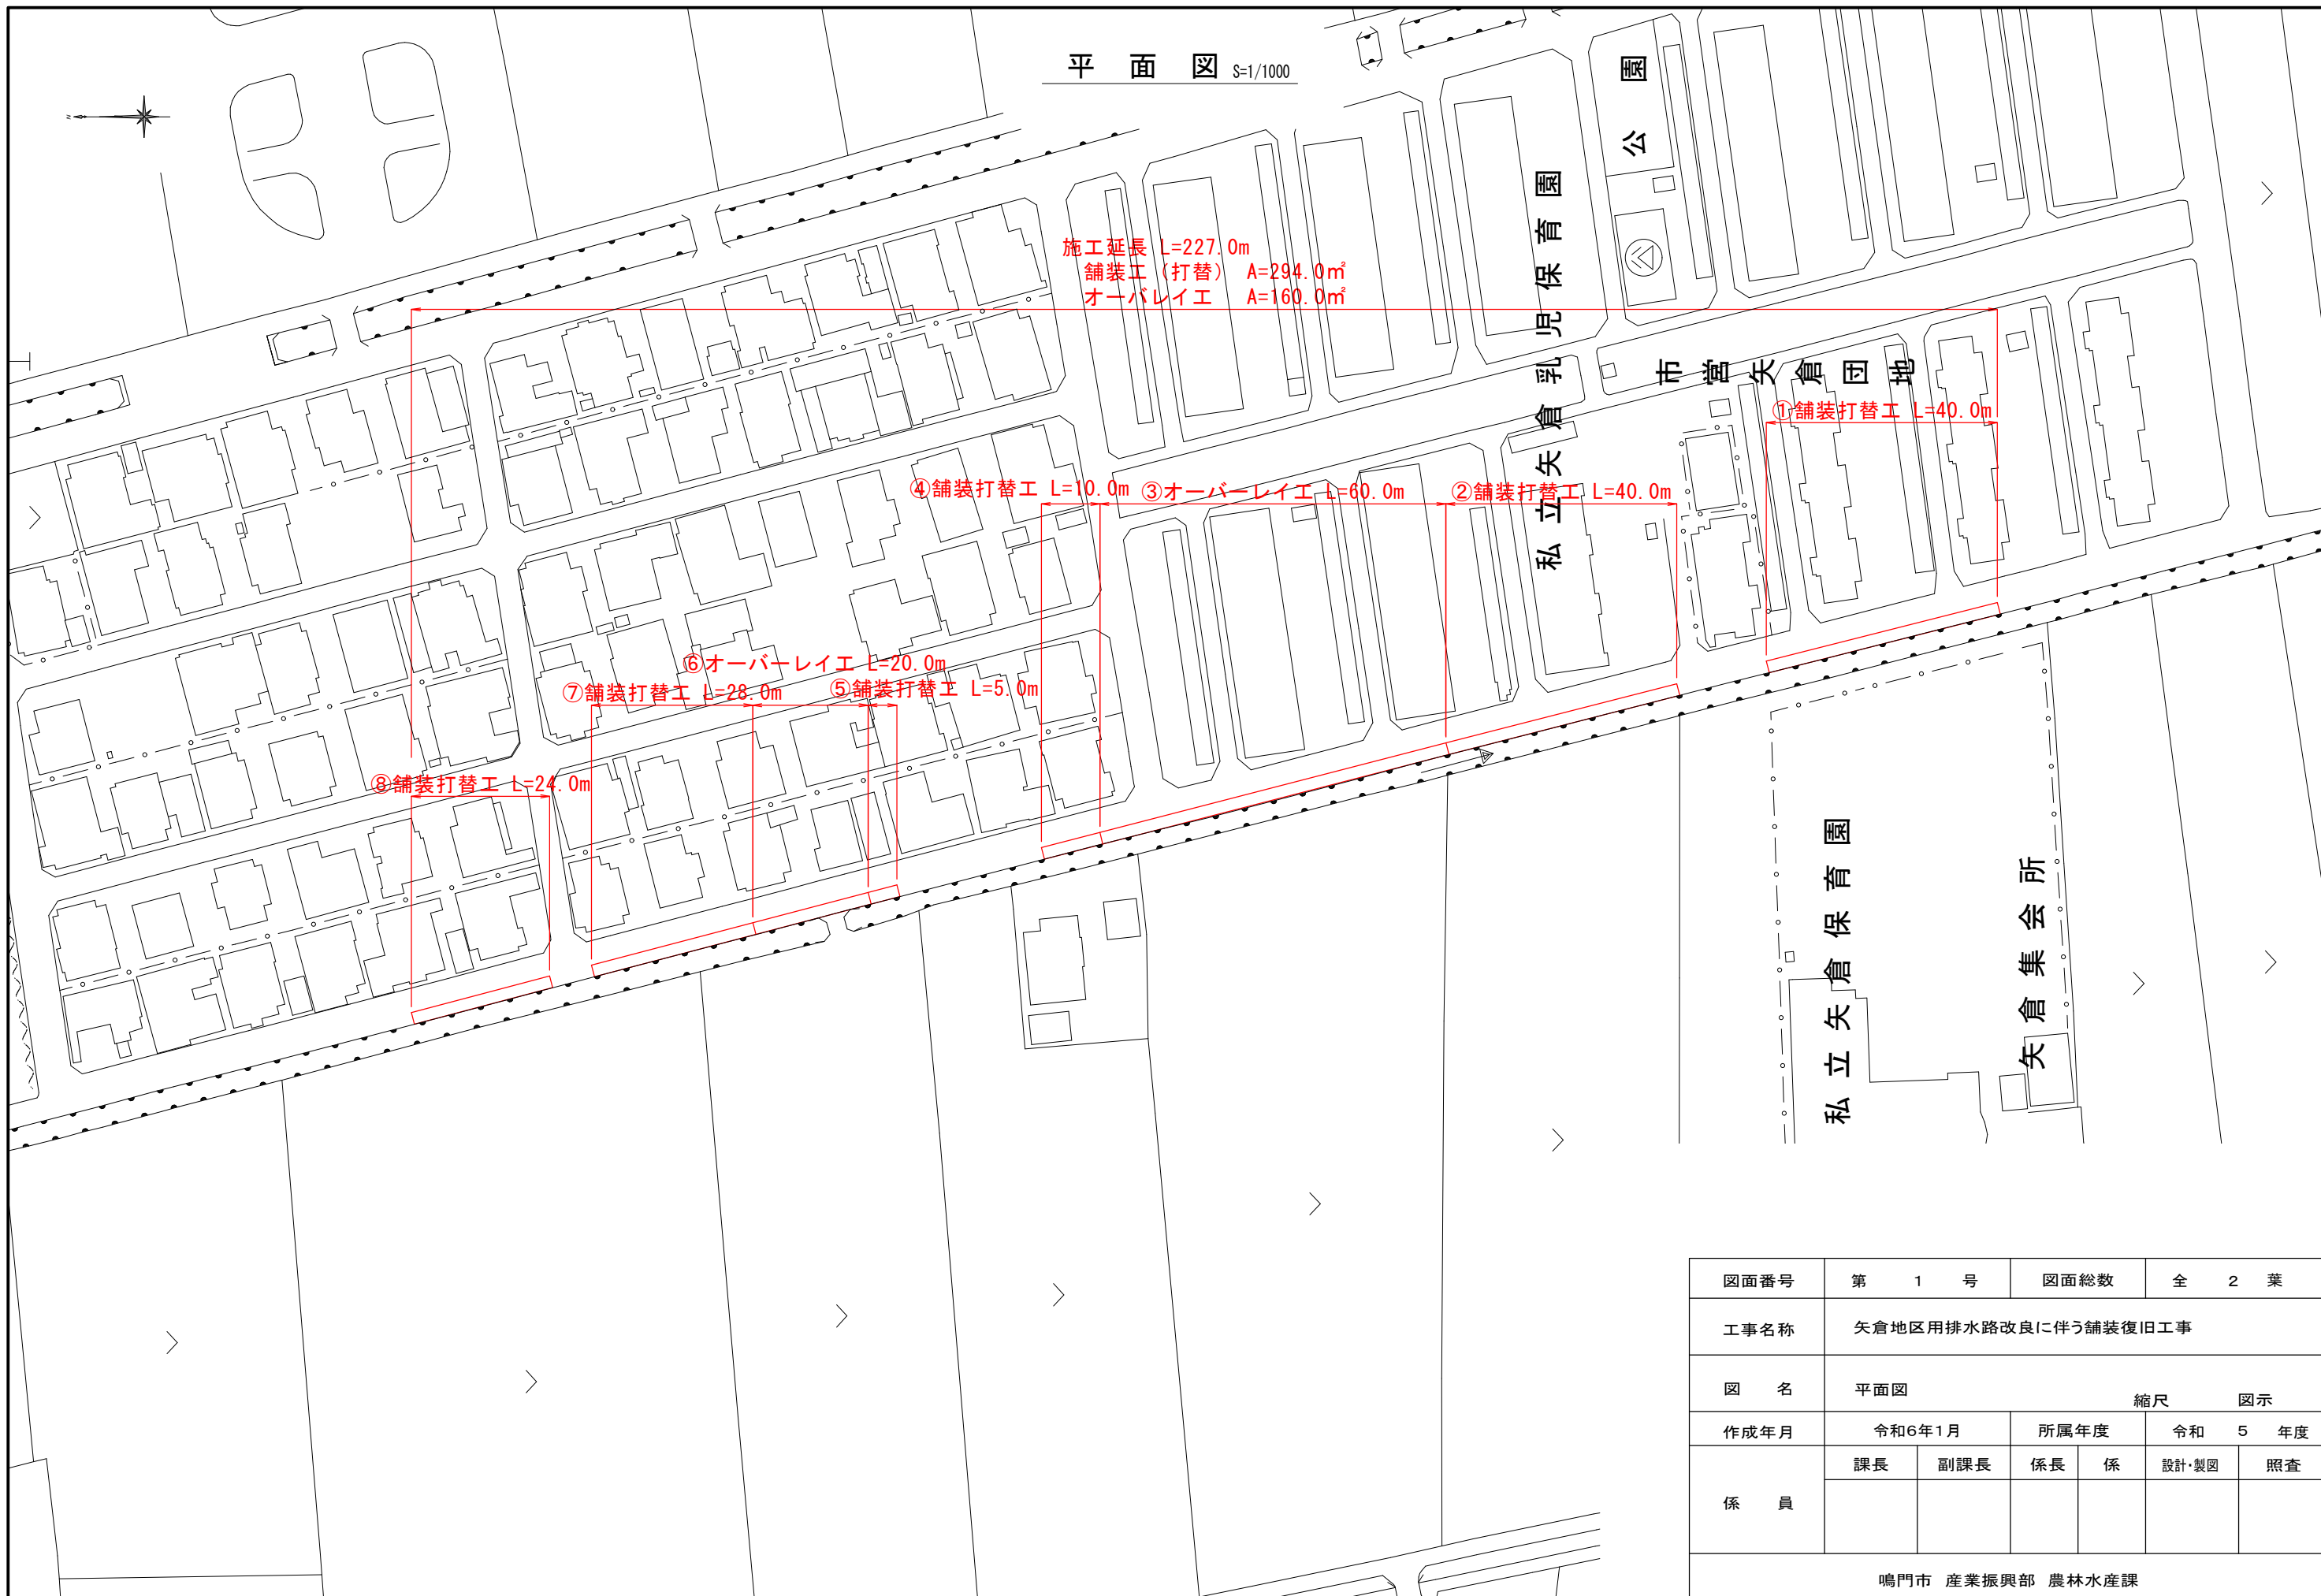 平面図 S=1/1000
N
施工延長 L=227.0m
舗装工（打替） A=294.0㎡
オーバレイエ A=160.0㎡
公園
私立矢倉乳児保育園
市営矢倉団地
①舗装打替工 L=40.0m
④舗装打替工 L=10.0m
③オーバーレイエ L=60.0m
②舗装打替工 L=40.0m
⑥オーバーレイエ L=20.0m
⑦舗装打替工 L=28.0m
⑤舗装打替工 L=5.0m
⑧舗装打替工 L=24.0m
私立矢倉保育園
矢倉集会所
図面番号 第 1 号 図面総数 全 2 葉
工事名称 矢倉地区用排水路改良に伴う舗装復旧工事
図名 平面図 縮尺 図示
作成年月 令和6年1月 所属年度 令和 5 年度
係員 課長 副課長 係長 係 設計・製図 照査
鳴門市 産業振興部 農林水産課